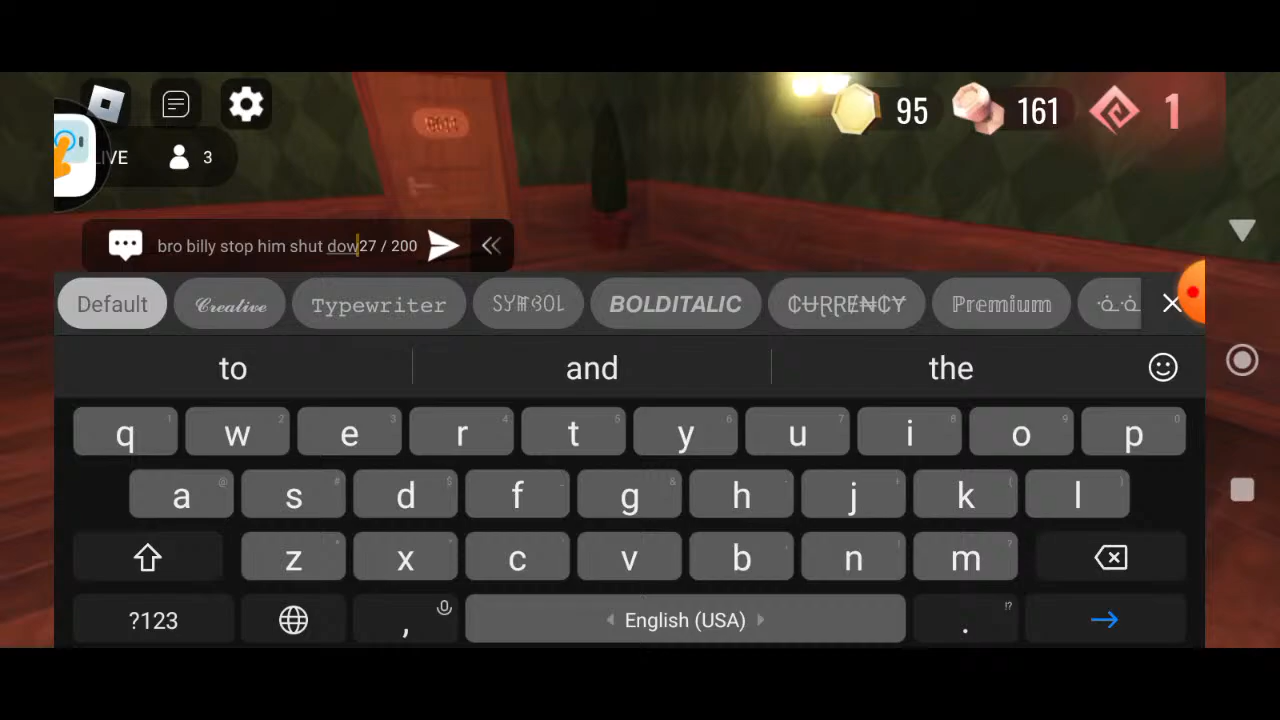 95
161
1
LIVE
3
bro billy stop him shut dow27 / 200
Default
Creative
Typewriter
SYMBOL
BOLDITALIC
₵ɄⱤⱤɆ₦₵Ɏ
ℙremium
to
and
the
q w e r t y u i o p
a s d f g h j k l
z x c v b n m
?123
,
English (USA)
.